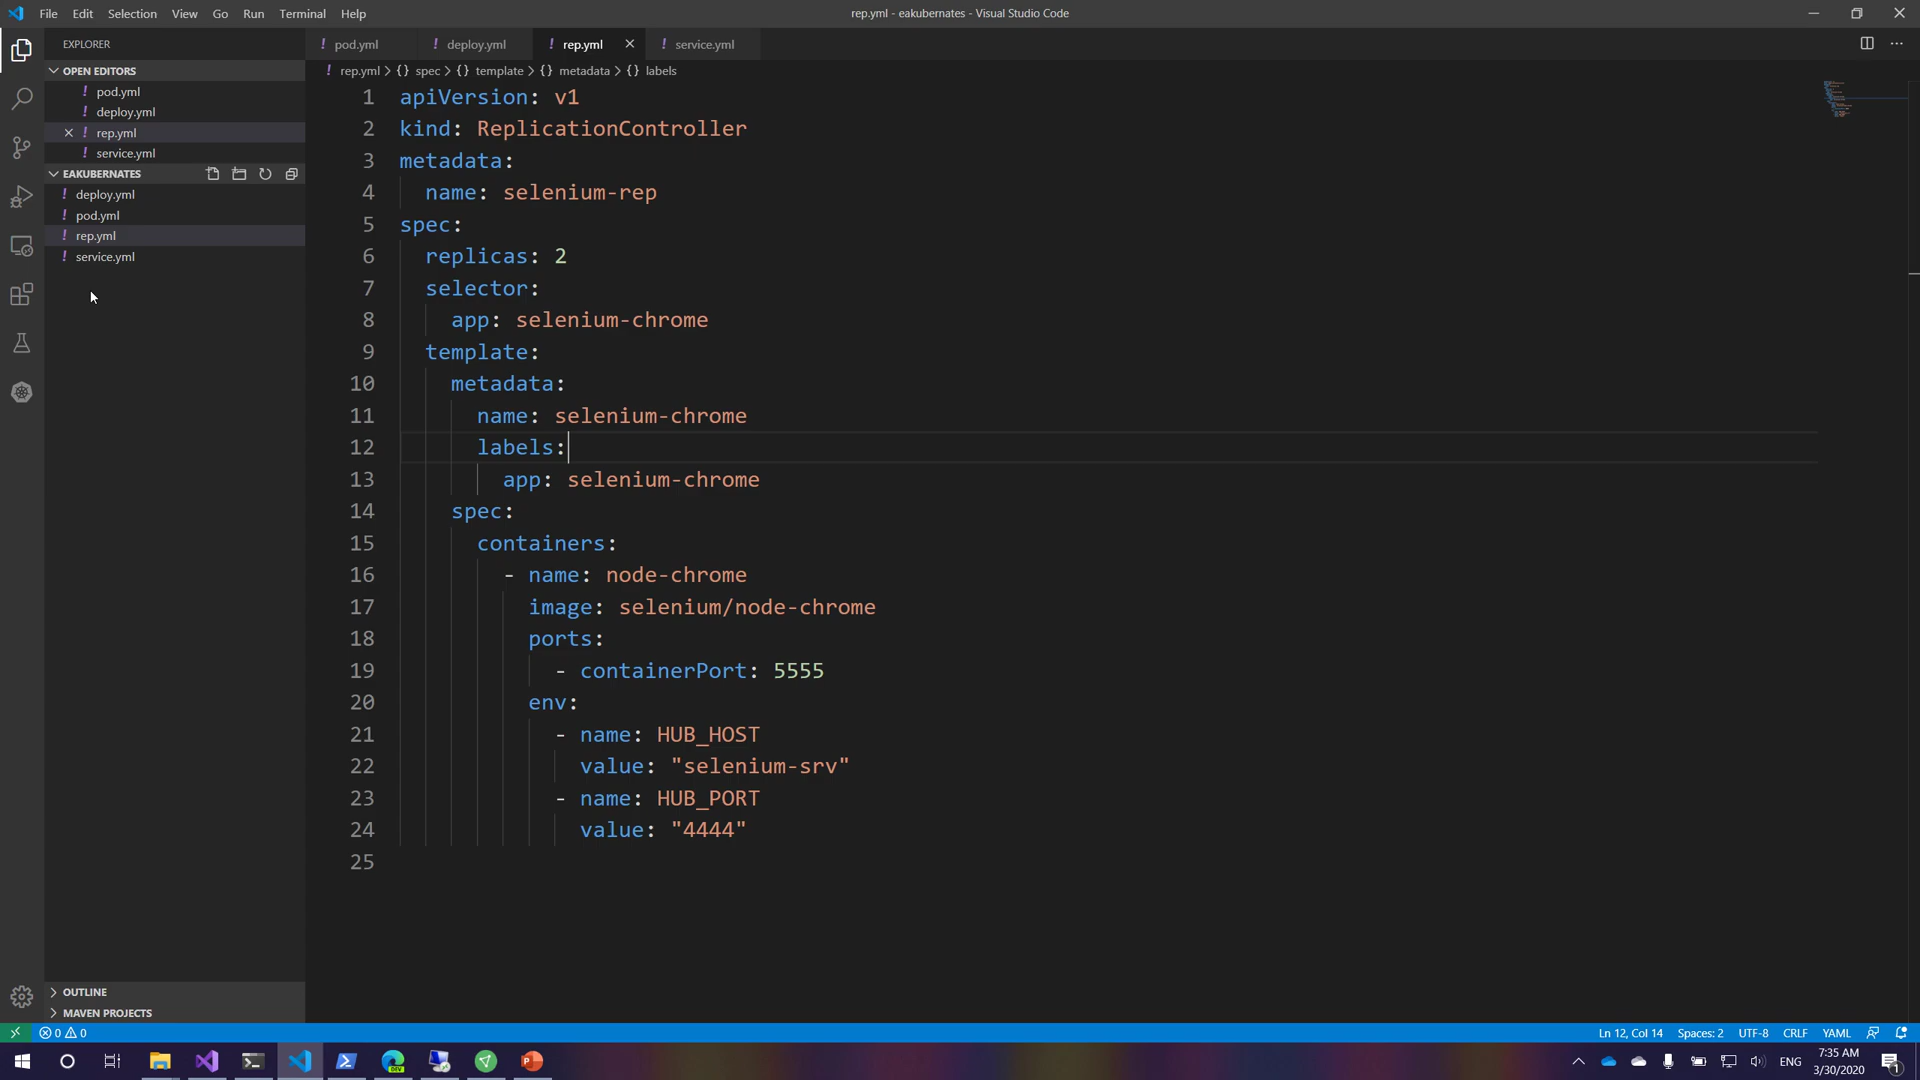 File Edit Selection View Go Run Terminal Help
rep.yml - eakubernates - Visual Studio Code
EXPLORER
OPEN EDITORS
pod.yml
deploy.yml
rep.yml
service.yml
EAKUBERNATES
deploy.yml
pod.yml
rep.yml
service.yml
OUTLINE
MAVEN PROJECTS
pod.yml deploy.yml rep.yml service.yml
rep.yml > {} spec > {} template > {} metadata > {} labels
1 apiVersion: v1
2 kind: ReplicationController
3 metadata:
4 name: selenium-rep
5 spec:
6 replicas: 2
7 selector:
8 app: selenium-chrome
9 template:
10 metadata:
11 name: selenium-chrome
12 labels:
13 app: selenium-chrome
14 spec:
15 containers:
16 - name: node-chrome
17 image: selenium/node-chrome
18 ports:
19 - containerPort: 5555
20 env:
21 - name: HUB_HOST
22 value: "selenium-srv"
23 - name: HUB_PORT
24 value: "4444"
25
0 0 Ln 12, Col 14 Spaces: 2 UTF-8 CRLF YAML
ENG
7:35 AM
3/30/2020
1